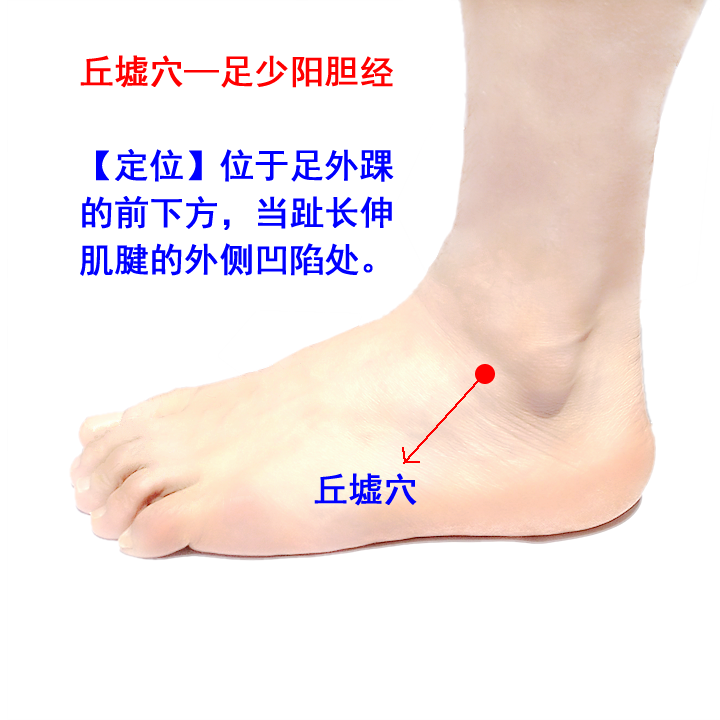 丘墟穴—足少阳胆经
【定位】位于足外踝
的前下方，当趾长伸
肌腱的外侧凹陷处。
丘墟穴